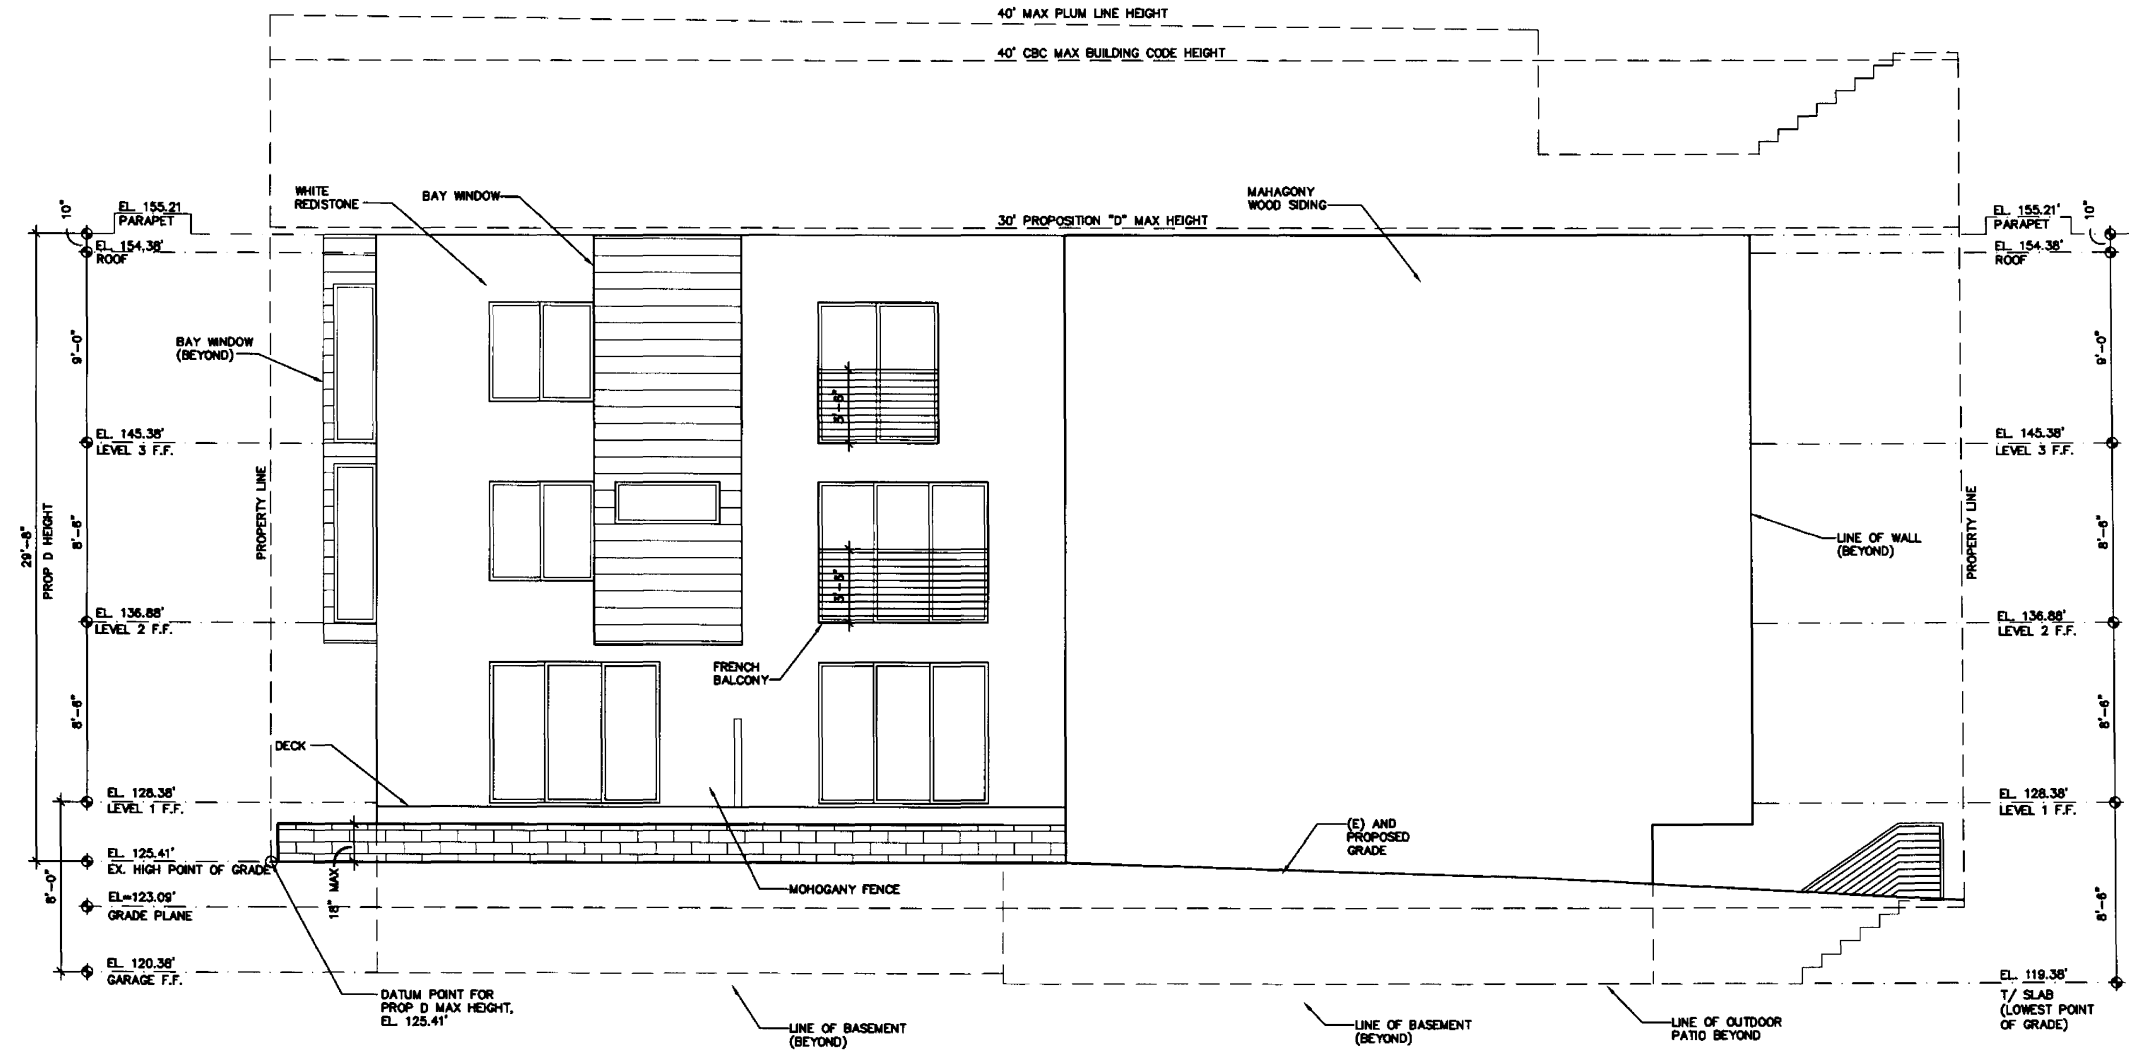 40' MAX PLUM LINE HEIGHT
40' CBC MAX BUILDING CODE HEIGHT
30' PROPOSITION "D" MAX HEIGHT
WHITE
REDISTONE
BAY WINDOW
MAHAGONY
WOOD SIDING
10"
EL. 155.21
PARAPET
EL. 154.38'
ROOF
EL. 155.21'
PARAPET
10"
EL. 154.38'
ROOF
BAY WINDOW
(BEYOND)
9'-0"
9'-0"
3'-6"
EL. 145.38'
LEVEL 3 F.F.
EL. 145.38'
LEVEL 3 F.F.
29'-8"
PROP D HEIGHT
8'-6"
PROPERTY LINE
3'-6"
LINE OF WALL
(BEYOND)
PROPERTY LINE
8'-6"
EL. 136.88'
LEVEL 2 F.F.
EL. 136.88'
LEVEL 2 F.F.
FRENCH
BALCONY
8'-6"
8'-6"
DECK
EL. 128.38'
LEVEL 1 F.F.
EL. 128.38'
LEVEL 1 F.F.
(E) AND
PROPOSED
GRADE
EL. 125.41'
EX. HIGH POINT OF GRADE
8'-0"
18" MAX
MOHOGANY FENCE
8'-6"
EL=123.09'
GRADE PLANE
EL. 120.38'
GARAGE F.F.
EL. 119.38'
T/ SLAB
(LOWEST POINT
OF GRADE)
DATUM POINT FOR
PROP D MAX HEIGHT,
EL. 125.41'
LINE OF BASEMENT
(BEYOND)
LINE OF BASEMENT
(BEYOND)
LINE OF OUTDOOR
PATIO BEYOND